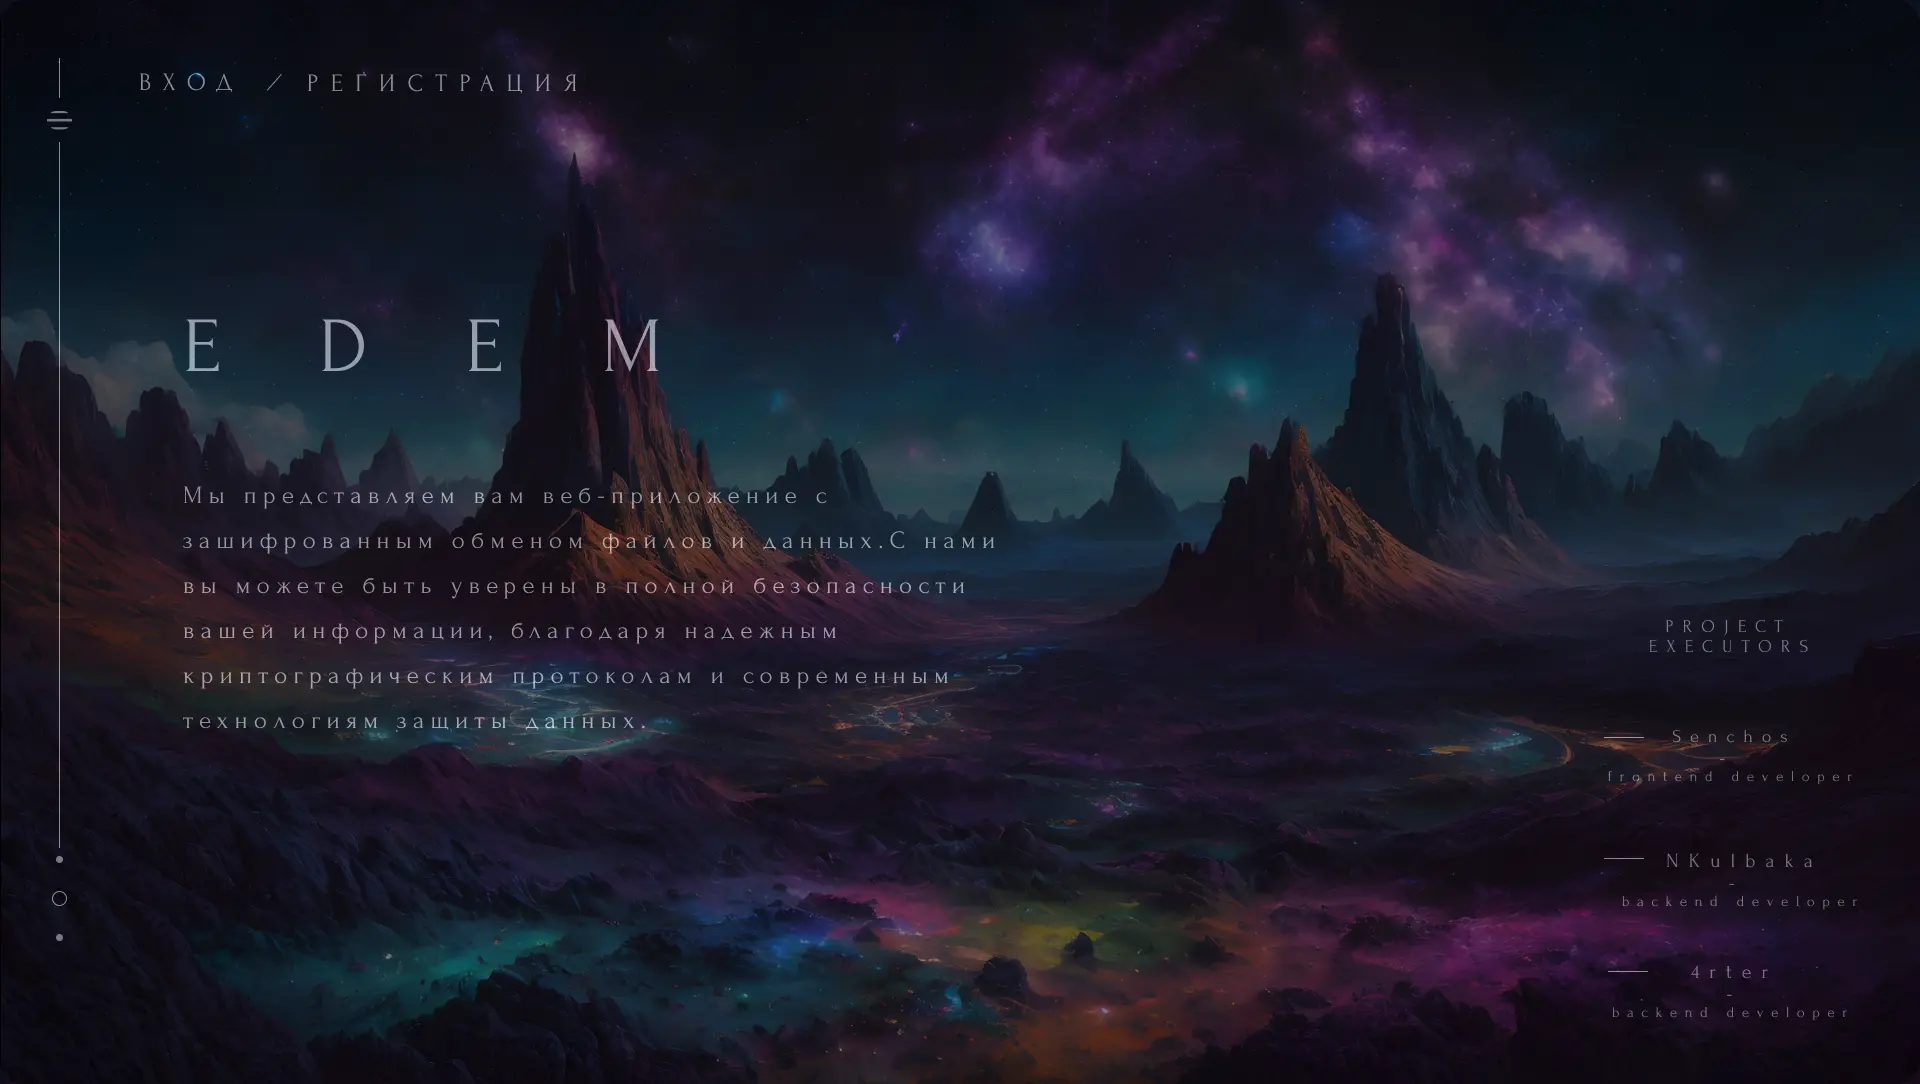 ВХОД / РЕГИСТРАЦИЯ
EDEM
Мы представляем вам веб-приложение с
зашифрованным обменом файлов и данных.С нами
вы можете быть уверены в полной безопасности
вашей информации, благодаря надежным
криптографическим протоколам и современным
технологиям защиты данных.
PROJECT
EXECUTORS
Senchos
-
frontend developer
NKulbaka
-
backend developer
4rter
-
backend developer